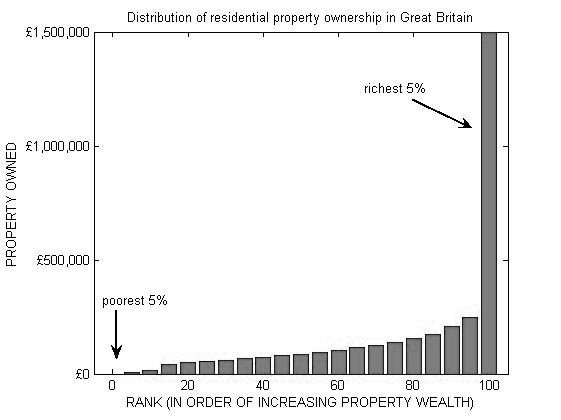 Distribution of residential property ownership in Great Britain
£1,500,000
richest 5%
£1,000,000
PROPERTY OWNED
£500,000
poorest 5%
£0
0 20 40 60 80 100
RANK (IN ORDER OF INCREASING PROPERTY WEALTH)